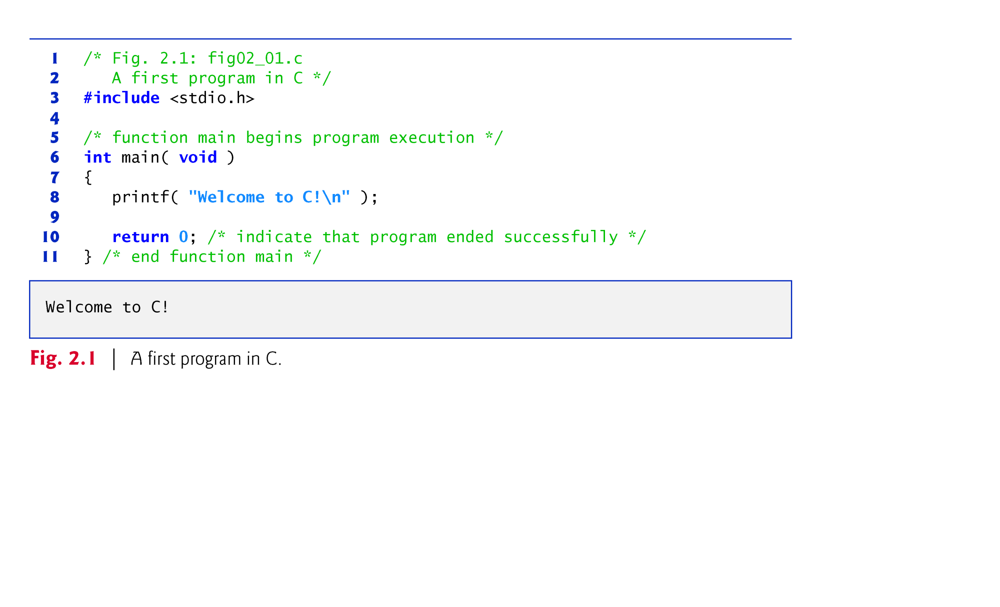 1 /* Fig. 2.1: fig02_01.c
2    A first program in C */
3 #include <stdio.h>
4
5 /* function main begins program execution */
6 int main( void )
7 {
8    printf( "Welcome to C!\n" );
9
10    return 0; /* indicate that program ended successfully */
11 } /* end function main */
Welcome to C!
Fig. 2.1 | A first program in C.